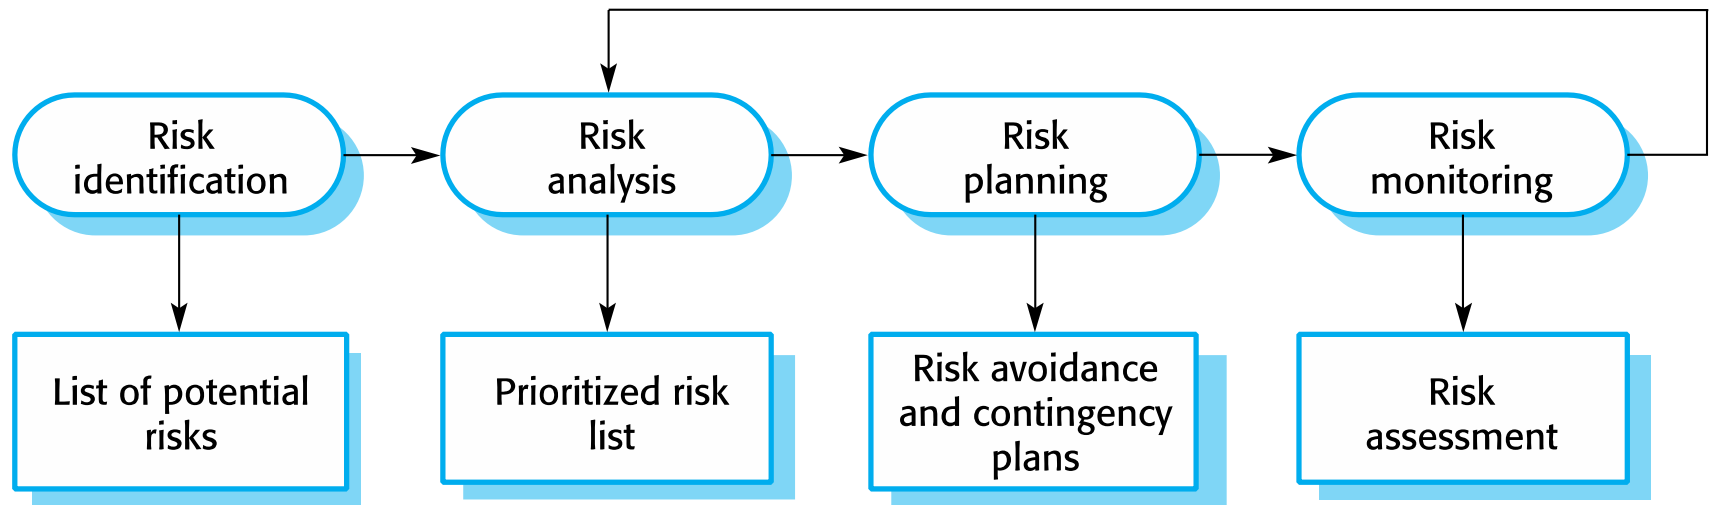 Risk
identification
Risk
analysis
Risk
planning
Risk
monitoring
List of potential
risks
Prioritized risk
list
Risk avoidance
and contingency
plans
Risk
assessment